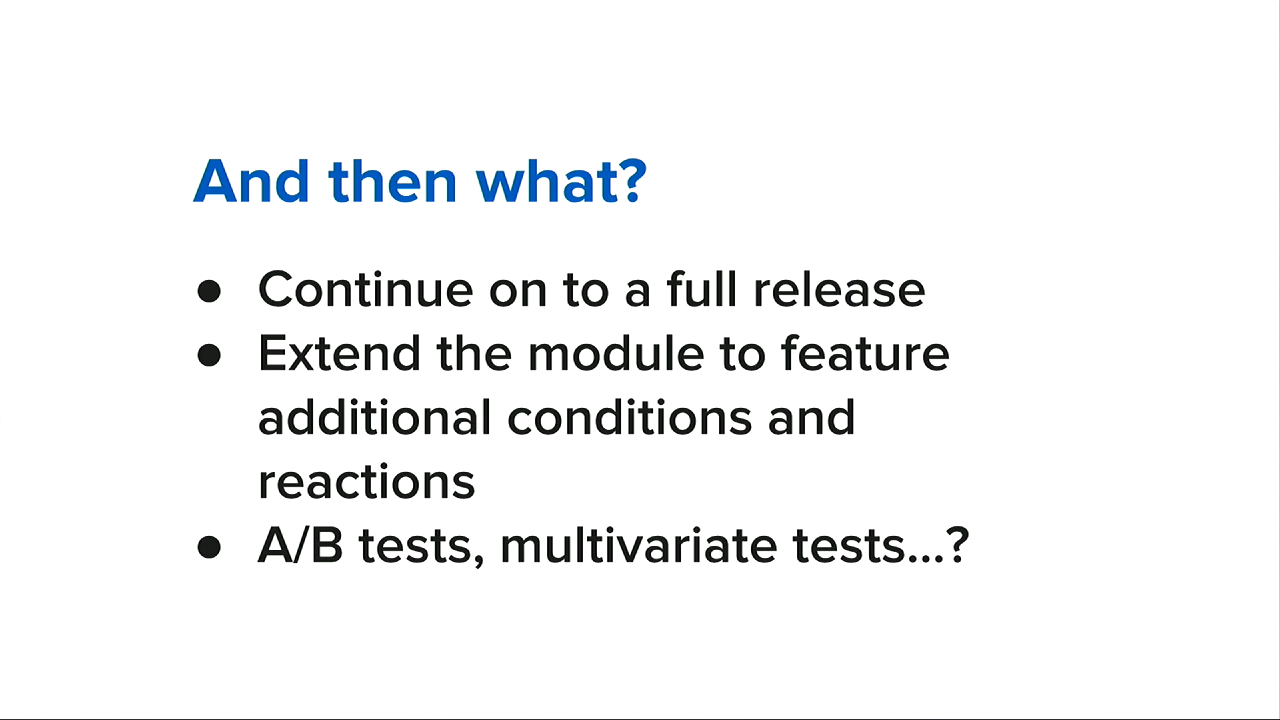 And then what?
● Continue on to a full release
● Extend the module to feature
additional conditions and
reactions
● A/B tests, multivariate tests...?